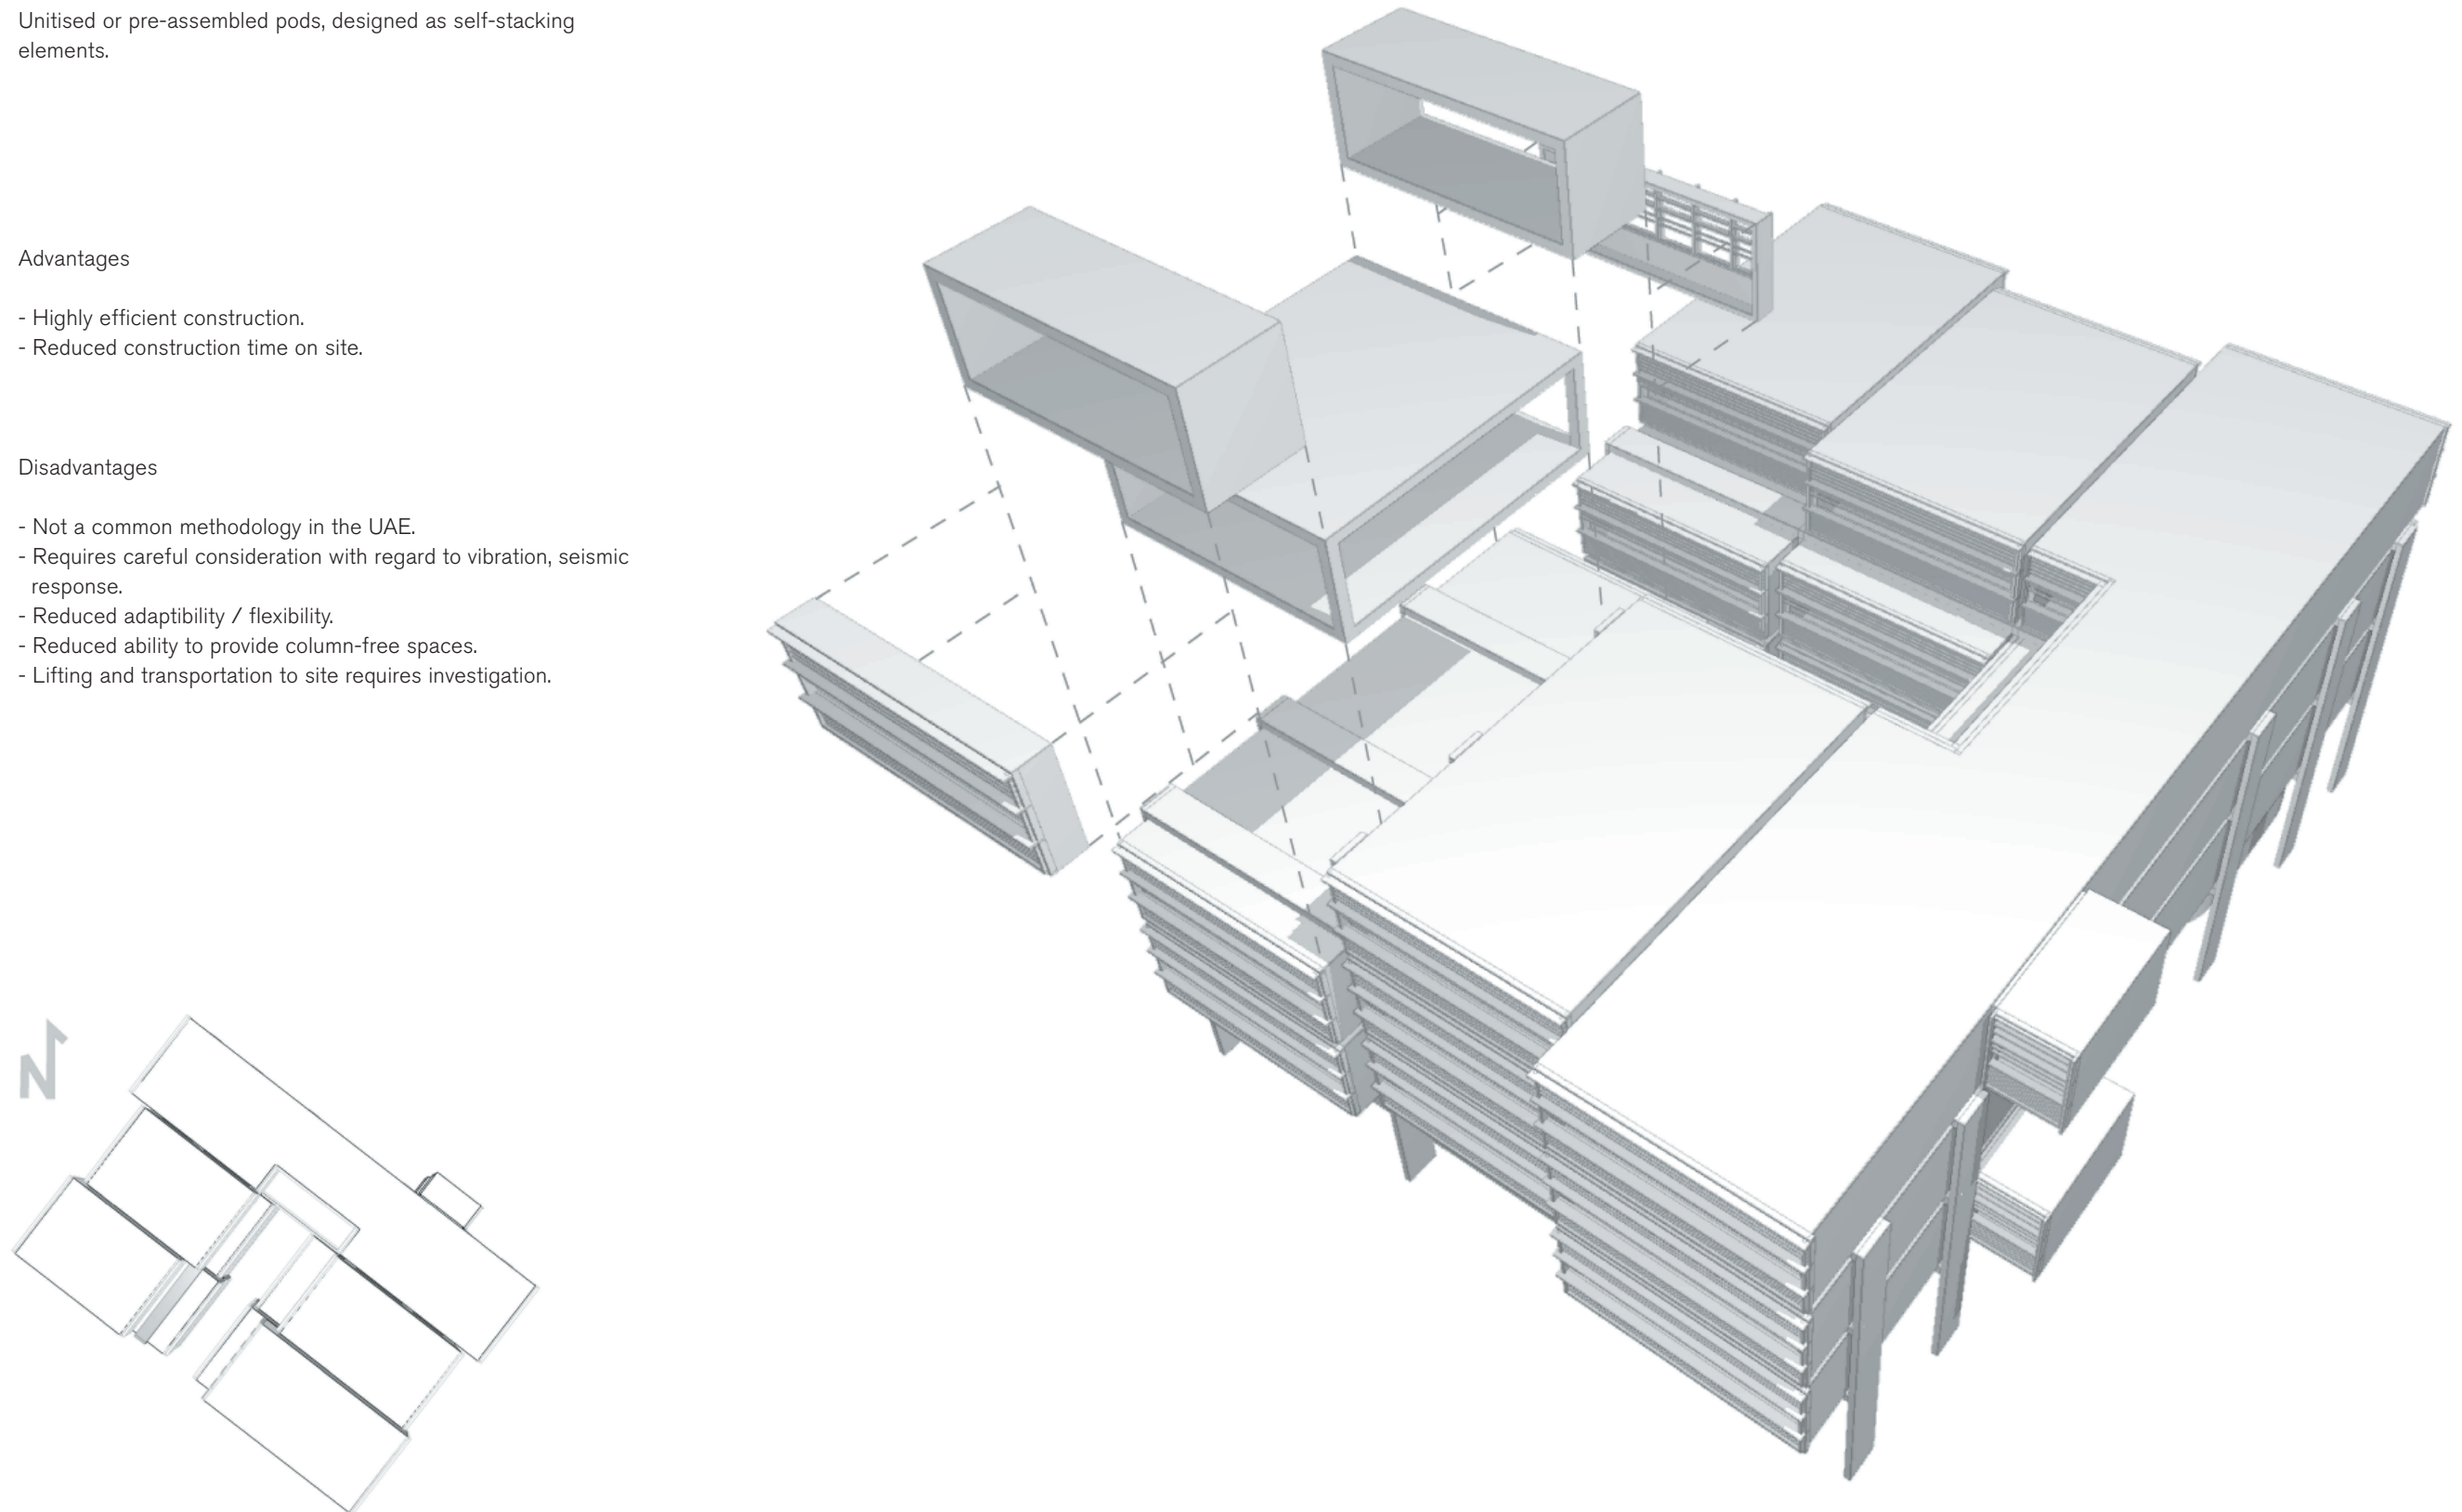 Unitised or pre-assembled pods, designed as self-stacking
elements.
Advantages
- Highly efficient construction.
- Reduced construction time on site.
Disadvantages
- Not a common methodology in the UAE.
- Requires careful consideration with regard to vibration, seismic
response.
- Reduced adaptibility / flexibility.
- Reduced ability to provide column-free spaces.
- Lifting and transportation to site requires investigation.
N